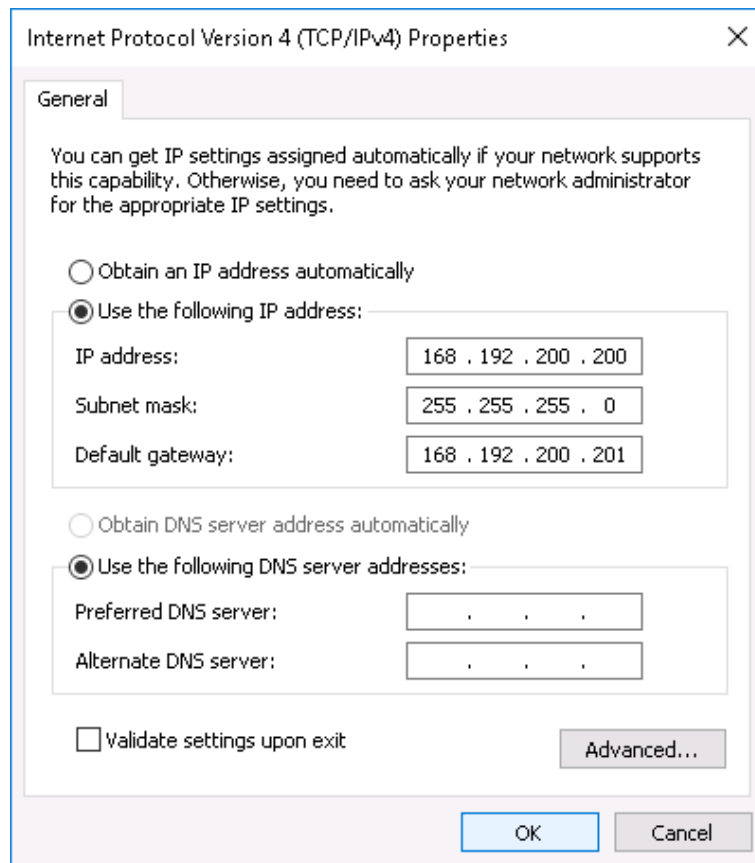 Internet Protocol Version 4 (TCP/IPv4) Properties
General
You can get IP settings assigned automatically if your network supports
this capability. Otherwise, you need to ask your network administrator
for the appropriate IP settings.
Obtain an IP address automatically
Use the following IP address:
IP address: 168 . 192 . 200 . 200
Subnet mask: 255 . 255 . 255 . 0
Default gateway: 168 . 192 . 200 . 201
Obtain DNS server address automatically
Use the following DNS server addresses:
Preferred DNS server: . . .
Alternate DNS server: . . .
Validate settings upon exit
Advanced...
OK Cancel